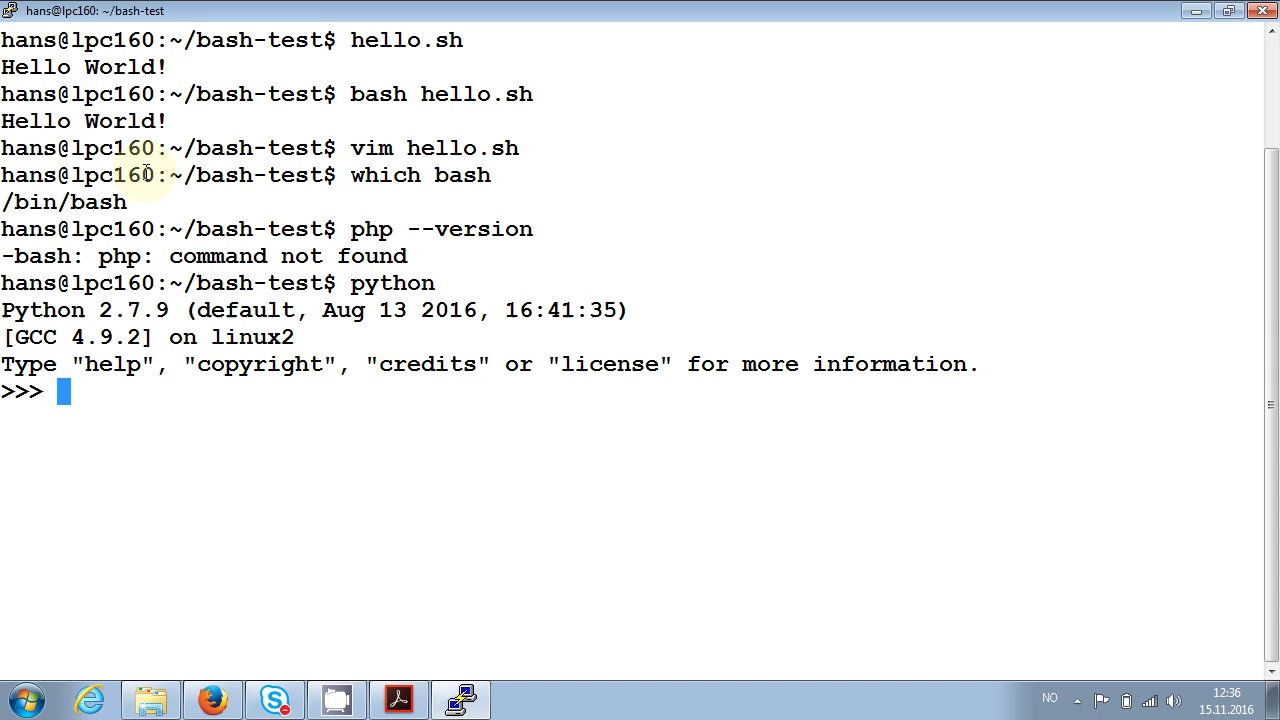 hans@lpc160: ~/bash-test
hans@lpc160:~/bash-test$ hello.sh
Hello World!
hans@lpc160:~/bash-test$ bash hello.sh
Hello World!
hans@lpc160:~/bash-test$ vim hello.sh
hans@lpc160:~/bash-test$ which bash
/bin/bash
hans@lpc160:~/bash-test$ php --version
-bash: php: command not found
hans@lpc160:~/bash-test$ python
Python 2.7.9 (default, Aug 13 2016, 16:41:35)
[GCC 4.9.2] on linux2
Type "help", "copyright", "credits" or "license" for more information.
>>>
NO
12:36
15.11.2016